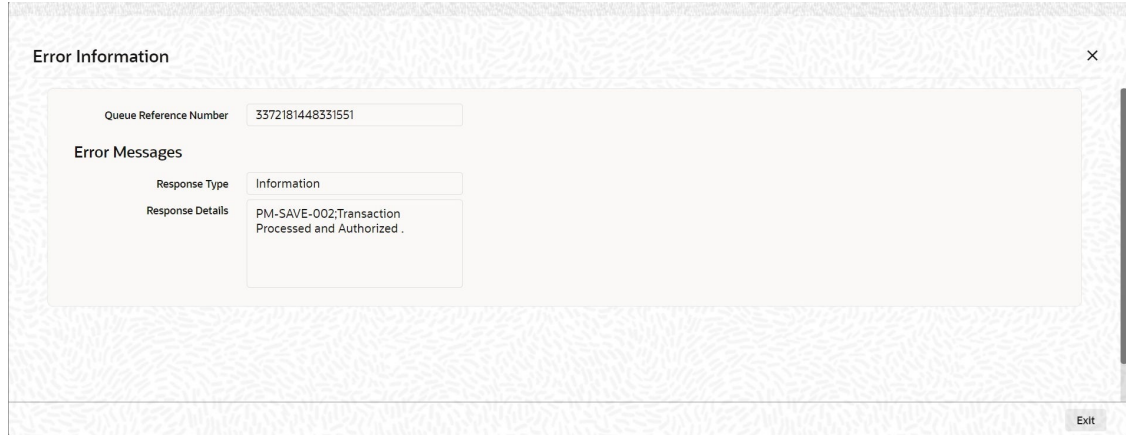 Error Information
Queue Reference Number 3372181448331551
Error Messages
Response Type Information
Response Details PM-SAVE-002;Transaction
Processed and Authorized .
Exit